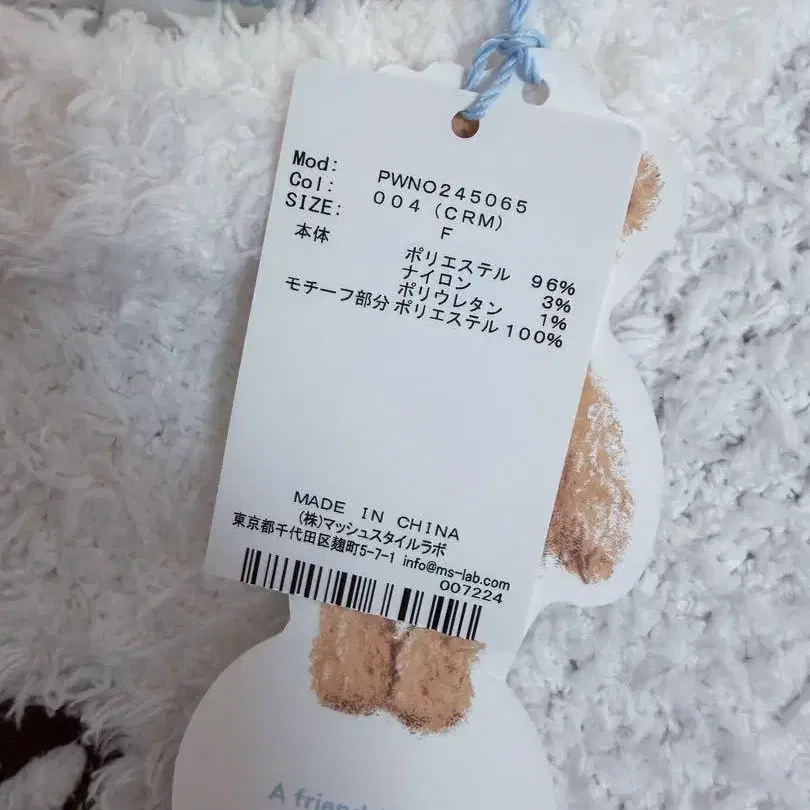 Mod: PWNO245065
Col: 004 (CRM)
SIZE: F
本体 ポリエステル 96%
ナイロン 3%
ポリウレタン 1%
モチーフ部分 ポリエステル 100%
MADE IN CHINA
(株)マッシュスタイルラボ
東京都千代田区麹町5-7-1 info@ms-lab.com
007224
A friend